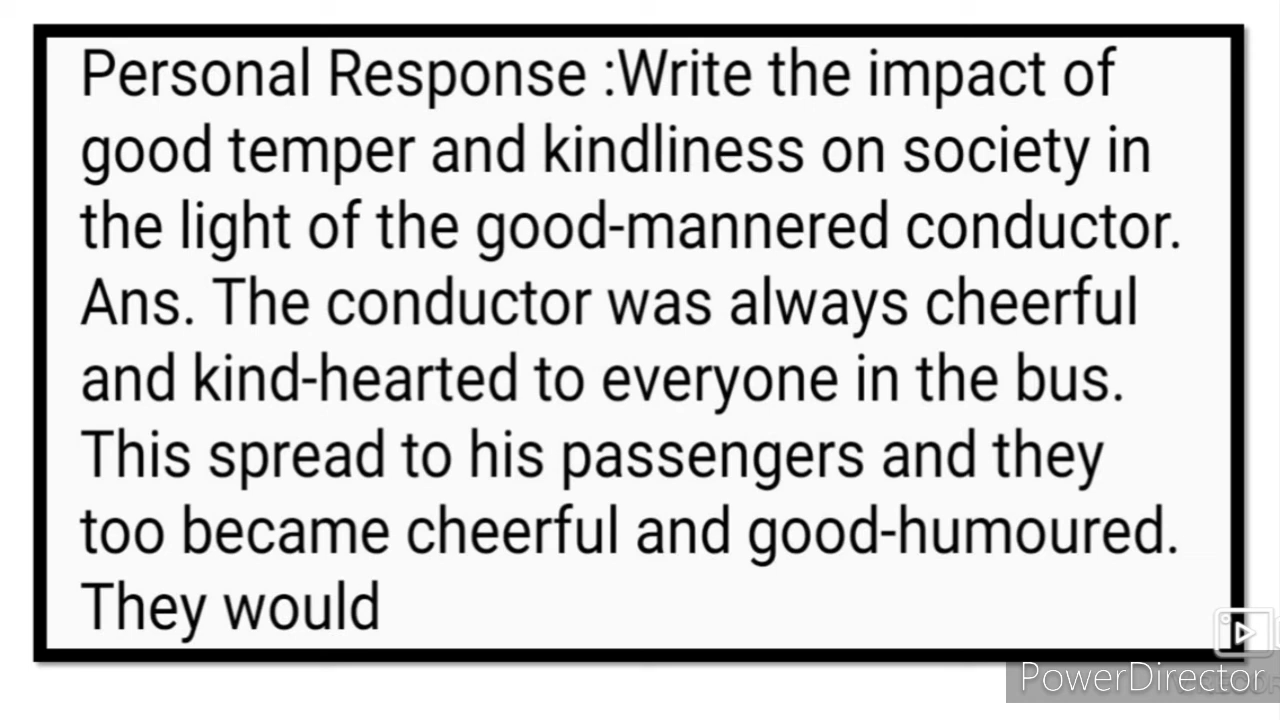 Personal Response :Write the impact of
good temper and kindliness on society in
the light of the good-mannered conductor.
Ans. The conductor was always cheerful
and kind-hearted to everyone in the bus.
This spread to his passengers and they
too became cheerful and good-humoured.
They would
PowerDirector